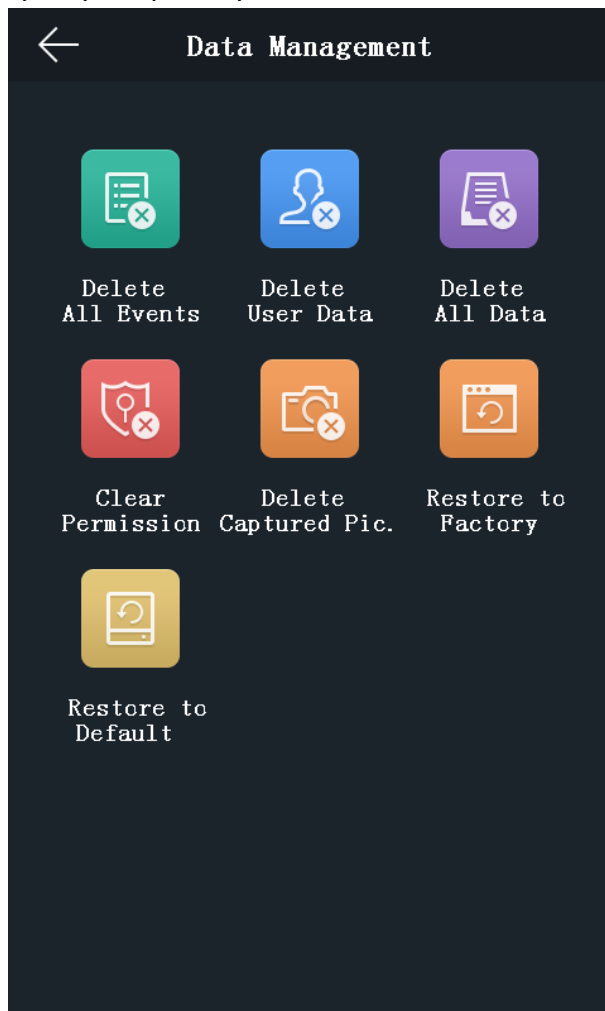 Data Management
Delete Delete Delete
All Events User Data All Data
Clear Delete Restore to
Permission Captured Pic. Factory
Restore to
Default